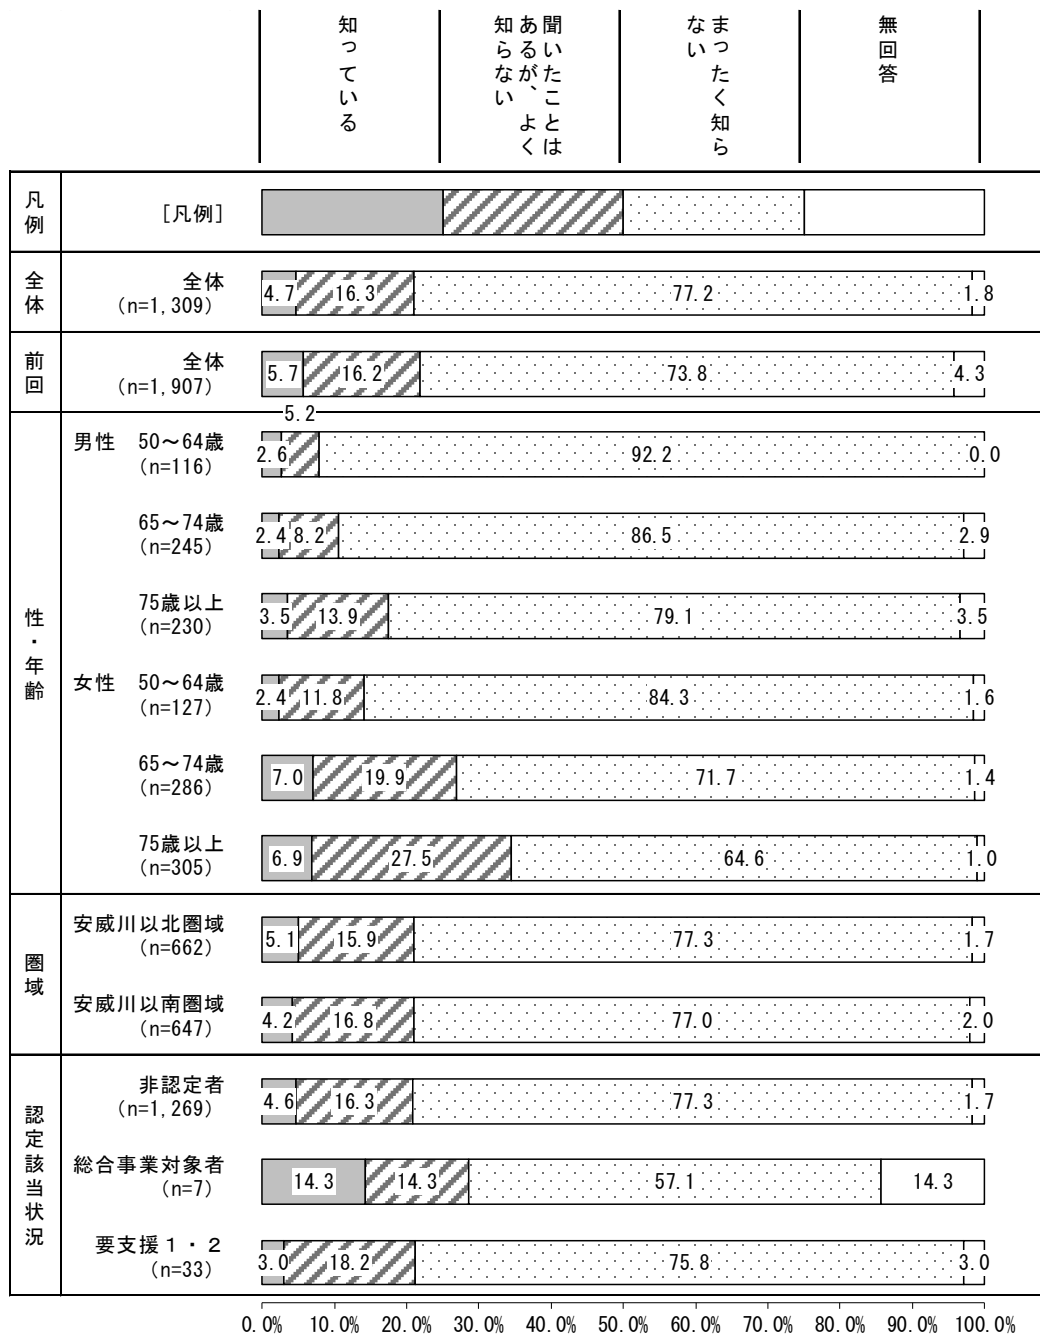 知っている
聞いたことは
あるが、よく
知らない
まったく知ら
ない
無回答
凡例
[凡例]
全体
全体
(n=1,309)
4.7 16.3 77.2 1.8
前回
全体
(n=1,907)
5.7 16.2 73.8 4.3
性・年齢
男性 50～64歳
(n=116)
2.6 5.2 92.2 0.0
65～74歳
(n=245)
2.4 8.2 86.5 2.9
75歳以上
(n=230)
3.5 13.9 79.1 3.5
女性 50～64歳
(n=127)
2.4 11.8 84.3 1.6
65～74歳
(n=286)
7.0 19.9 71.7 1.4
75歳以上
(n=305)
6.9 27.5 64.6 1.0
圏域
安威川以北圏域
(n=662)
5.1 15.9 77.3 1.7
安威川以南圏域
(n=647)
4.2 16.8 77.0 2.0
認定該当状況
非認定者
(n=1,269)
4.6 16.3 77.3 1.7
総合事業対象者
(n=7)
14.3 14.3 57.1 14.3
要支援１・２
(n=33)
3.0 18.2 75.8 3.0
0.0% 10.0% 20.0% 30.0% 40.0% 50.0% 60.0% 70.0% 80.0% 90.0% 100.0%